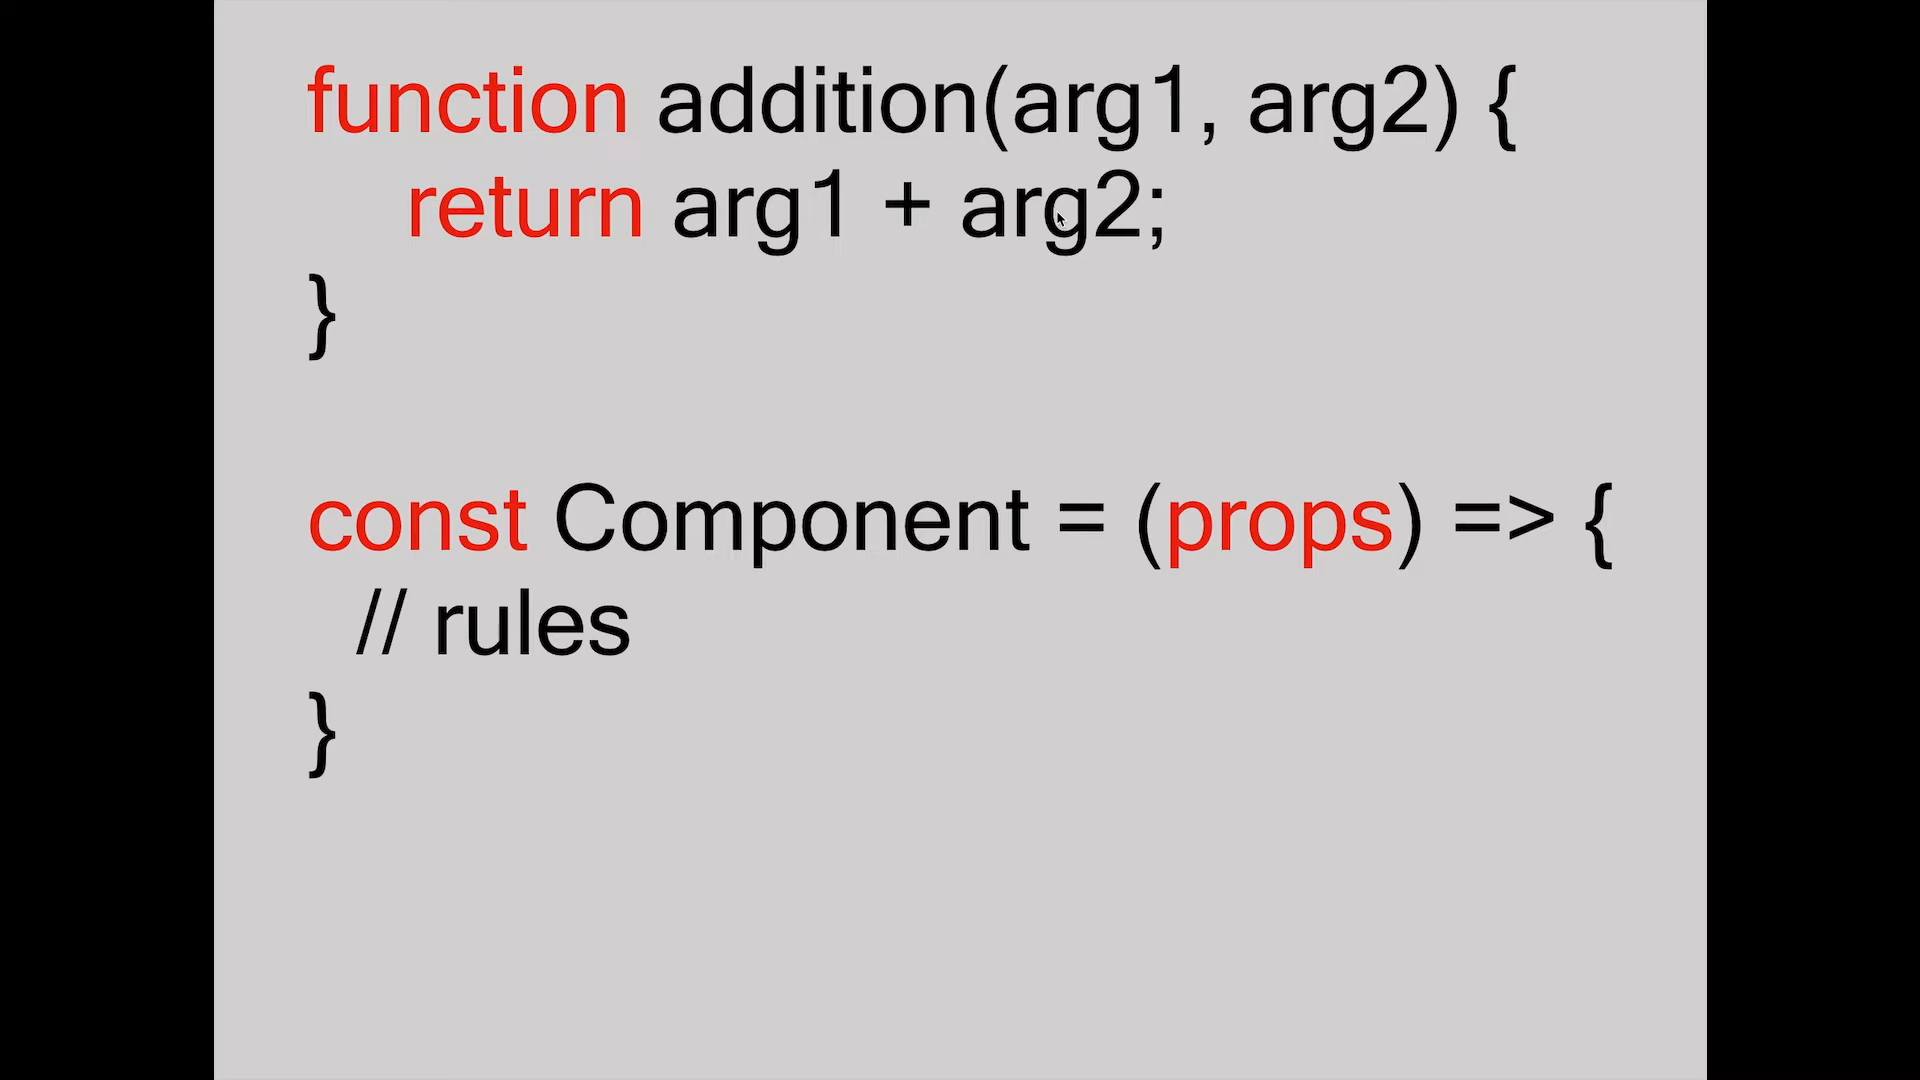 function addition(arg1, arg2) {
return arg1 + arg2;
}
const Component = (props) => {
// rules
}